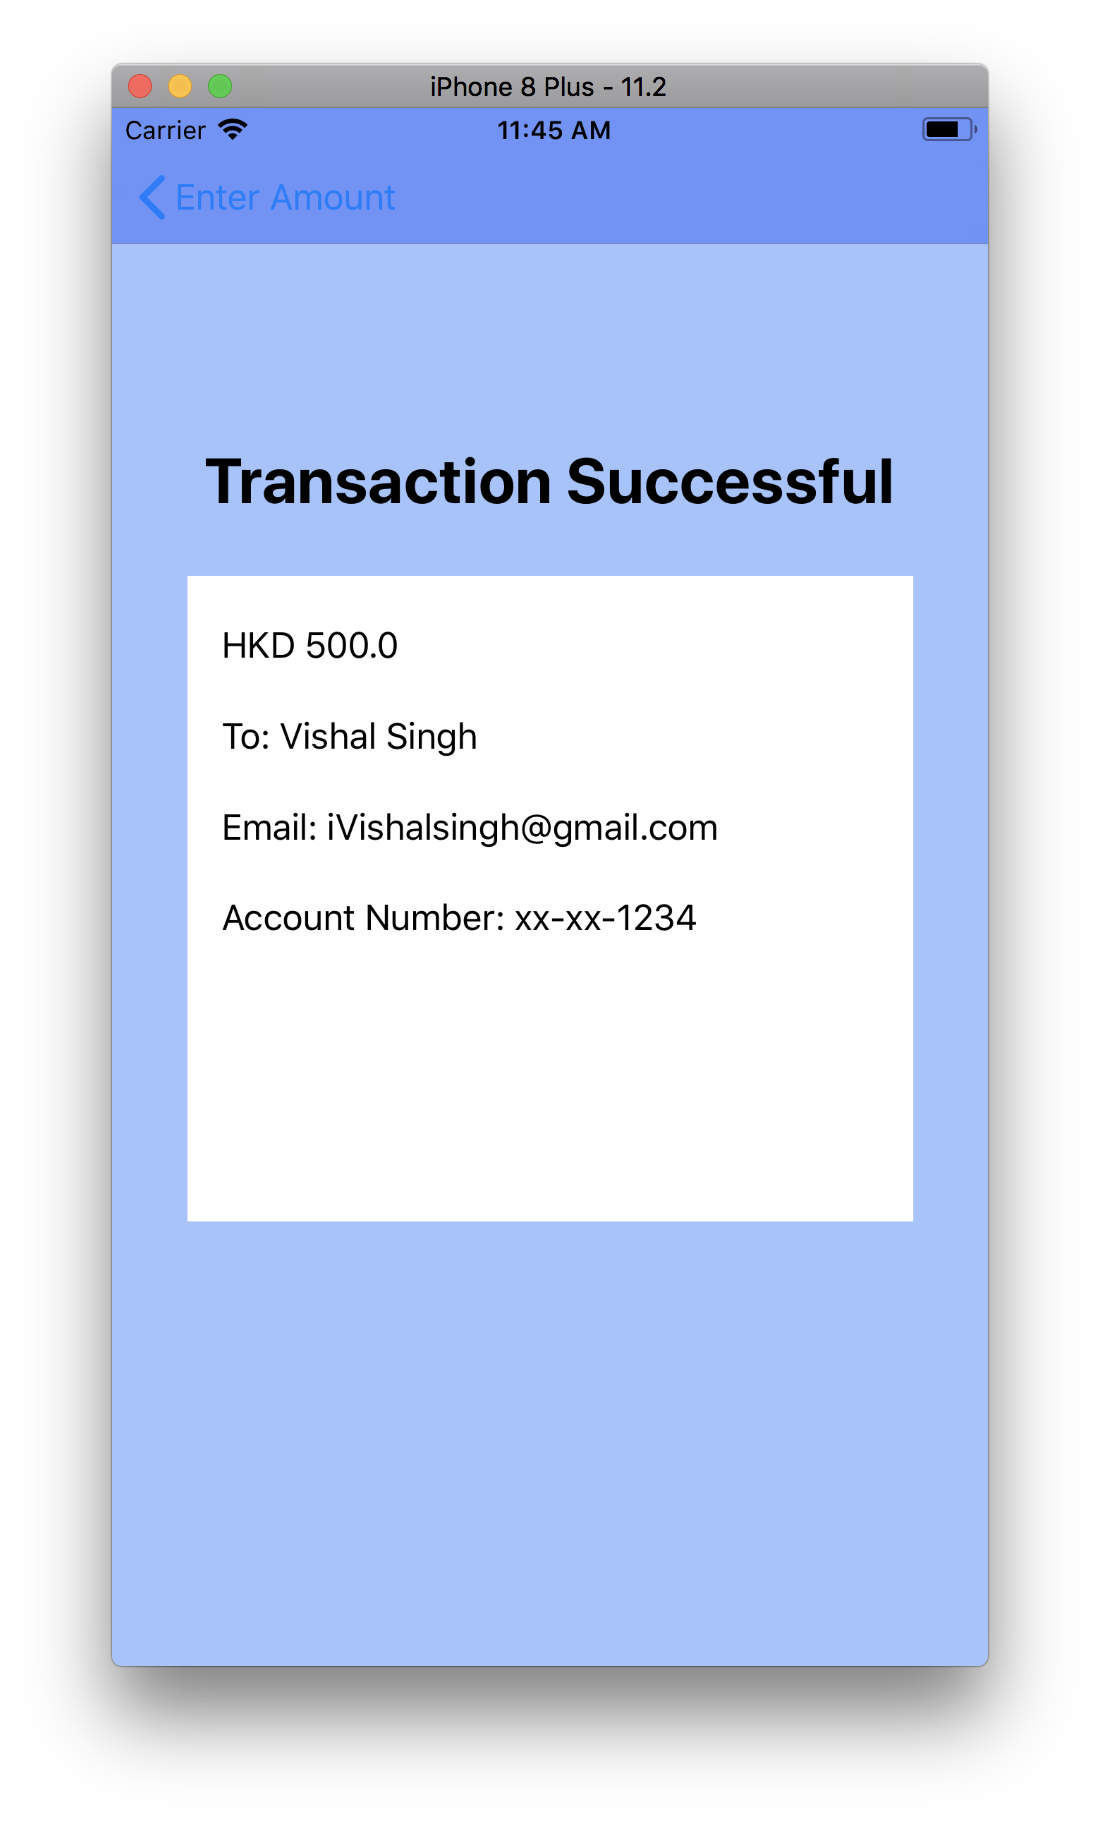 iPhone 8 Plus - 11.2
Carrier 11:45 AM
Enter Amount
Transaction Successful
HKD 500.0
To: Vishal Singh
Email: iVishalsingh@gmail.com
Account Number: xx-xx-1234